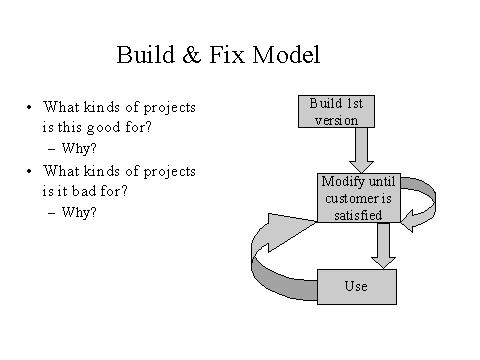 Build & Fix Model
• What kinds of projects
is this good for?
– Why?
• What kinds of projects
is it bad for?
– Why?
Build 1st
version
Modify until
customer is
satisfied
Use